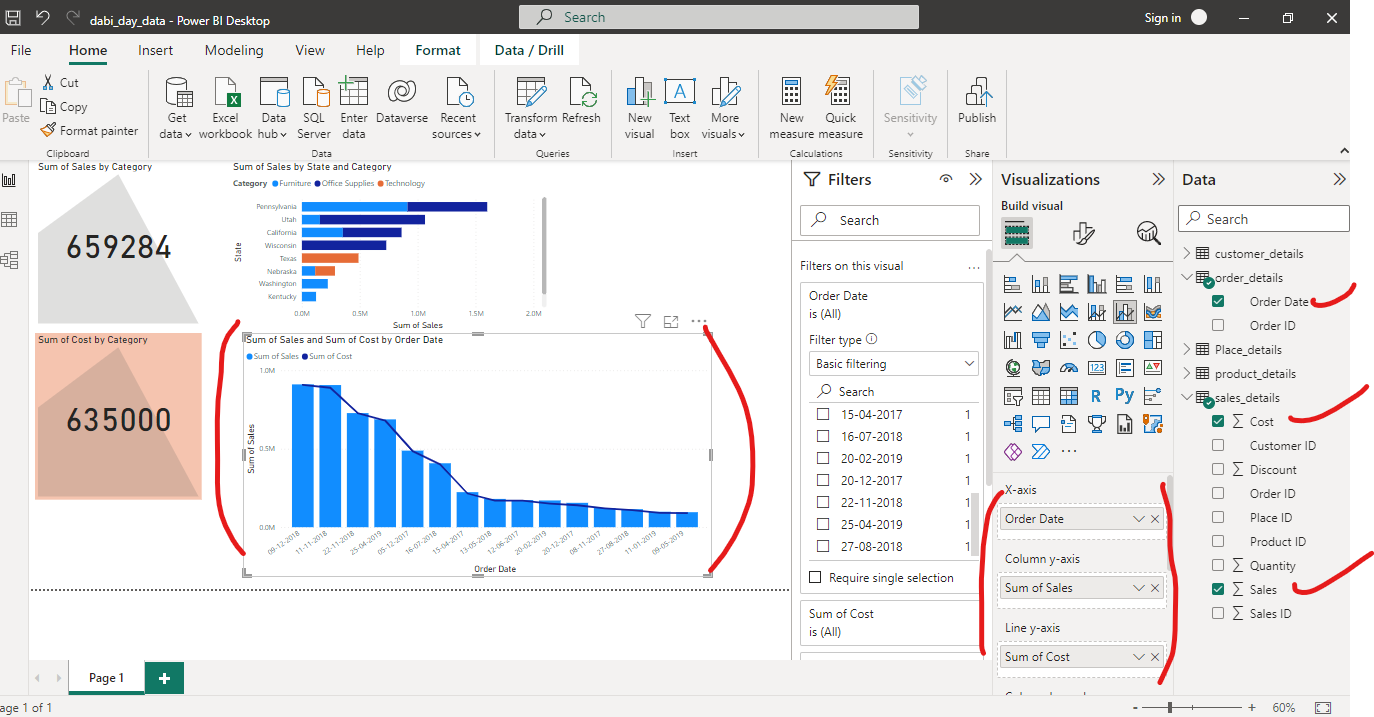 dabi_day_data - Power BI Desktop
Search
Sign in
File Home Insert Modeling View Help Format Data / Drill
Paste
Cut
Copy
Format painter
Clipboard
Get data
Excel workbook
Data hub
SQL Server
Enter data
Dataverse
Recent sources
Data
Transform data
Refresh
Queries
New visual
Text box
More visuals
Insert
New measure
Quick measure
Calculations
Sensitivity
Sensitivity
Publish
Share
Sum of Sales by Category
659284
Sum of Cost by Category
635000
Sum of Sales by State and Category
Category Furniture Office Supplies Technology
State
Pennsylvania
Utah
California
Wisconsin
Texas
Nebraska
Washington
Kentucky
0.0M 0.5M 1.0M 1.5M 2.0M
Sum of Sales
Sum of Sales and Sum of Cost by Order Date
Sum of Sales Sum of Cost
Sum of Sales
1.0M
0.5M
0.0M
09-12-2018 11-11-2018 22-11-2018 25-04-2019 05-12-2017 16-07-2018 15-04-2017 13-05-2018 12-06-2017 20-02-2019 20-12-2017 08-11-2017 27-08-2018 11-01-2019 09-05-2019
Order Date
Filters
Search
Filters on this visual
...
Order Date
is (All)
Filter type
Basic filtering
Search
15-04-2017 1
16-07-2018 1
20-02-2019 1
20-12-2017 1
22-11-2018 1
25-04-2019 1
27-08-2018 1
Require single selection
Sum of Cost
is (All)
Visualizations
Build visual
123
R
Py
...
X-axis
Order Date
Column y-axis
Sum of Sales
Line y-axis
Sum of Cost
Data
Search
customer_details
order_details
Order Date
Order ID
Place_details
product_details
sales_details
Cost
Customer ID
Discount
Order ID
Place ID
Product ID
Quantity
Sales
Sales ID
Page 1
age 1 of 1
60%